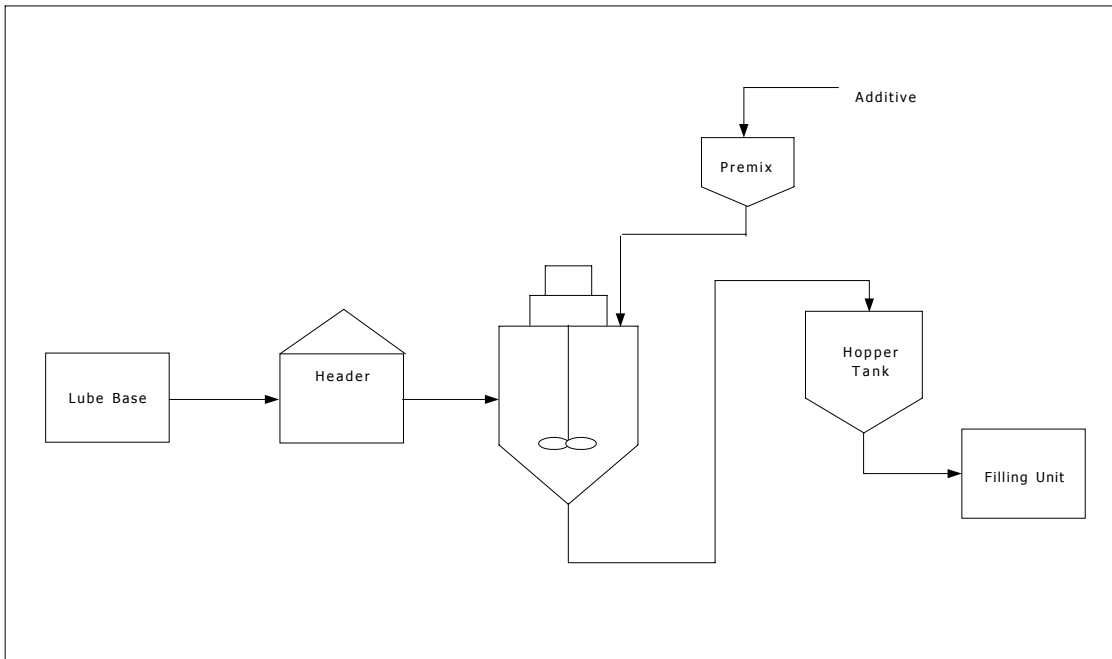 Additive
Premix
Lube Base
Header
Hopper
Tank
Filling Unit